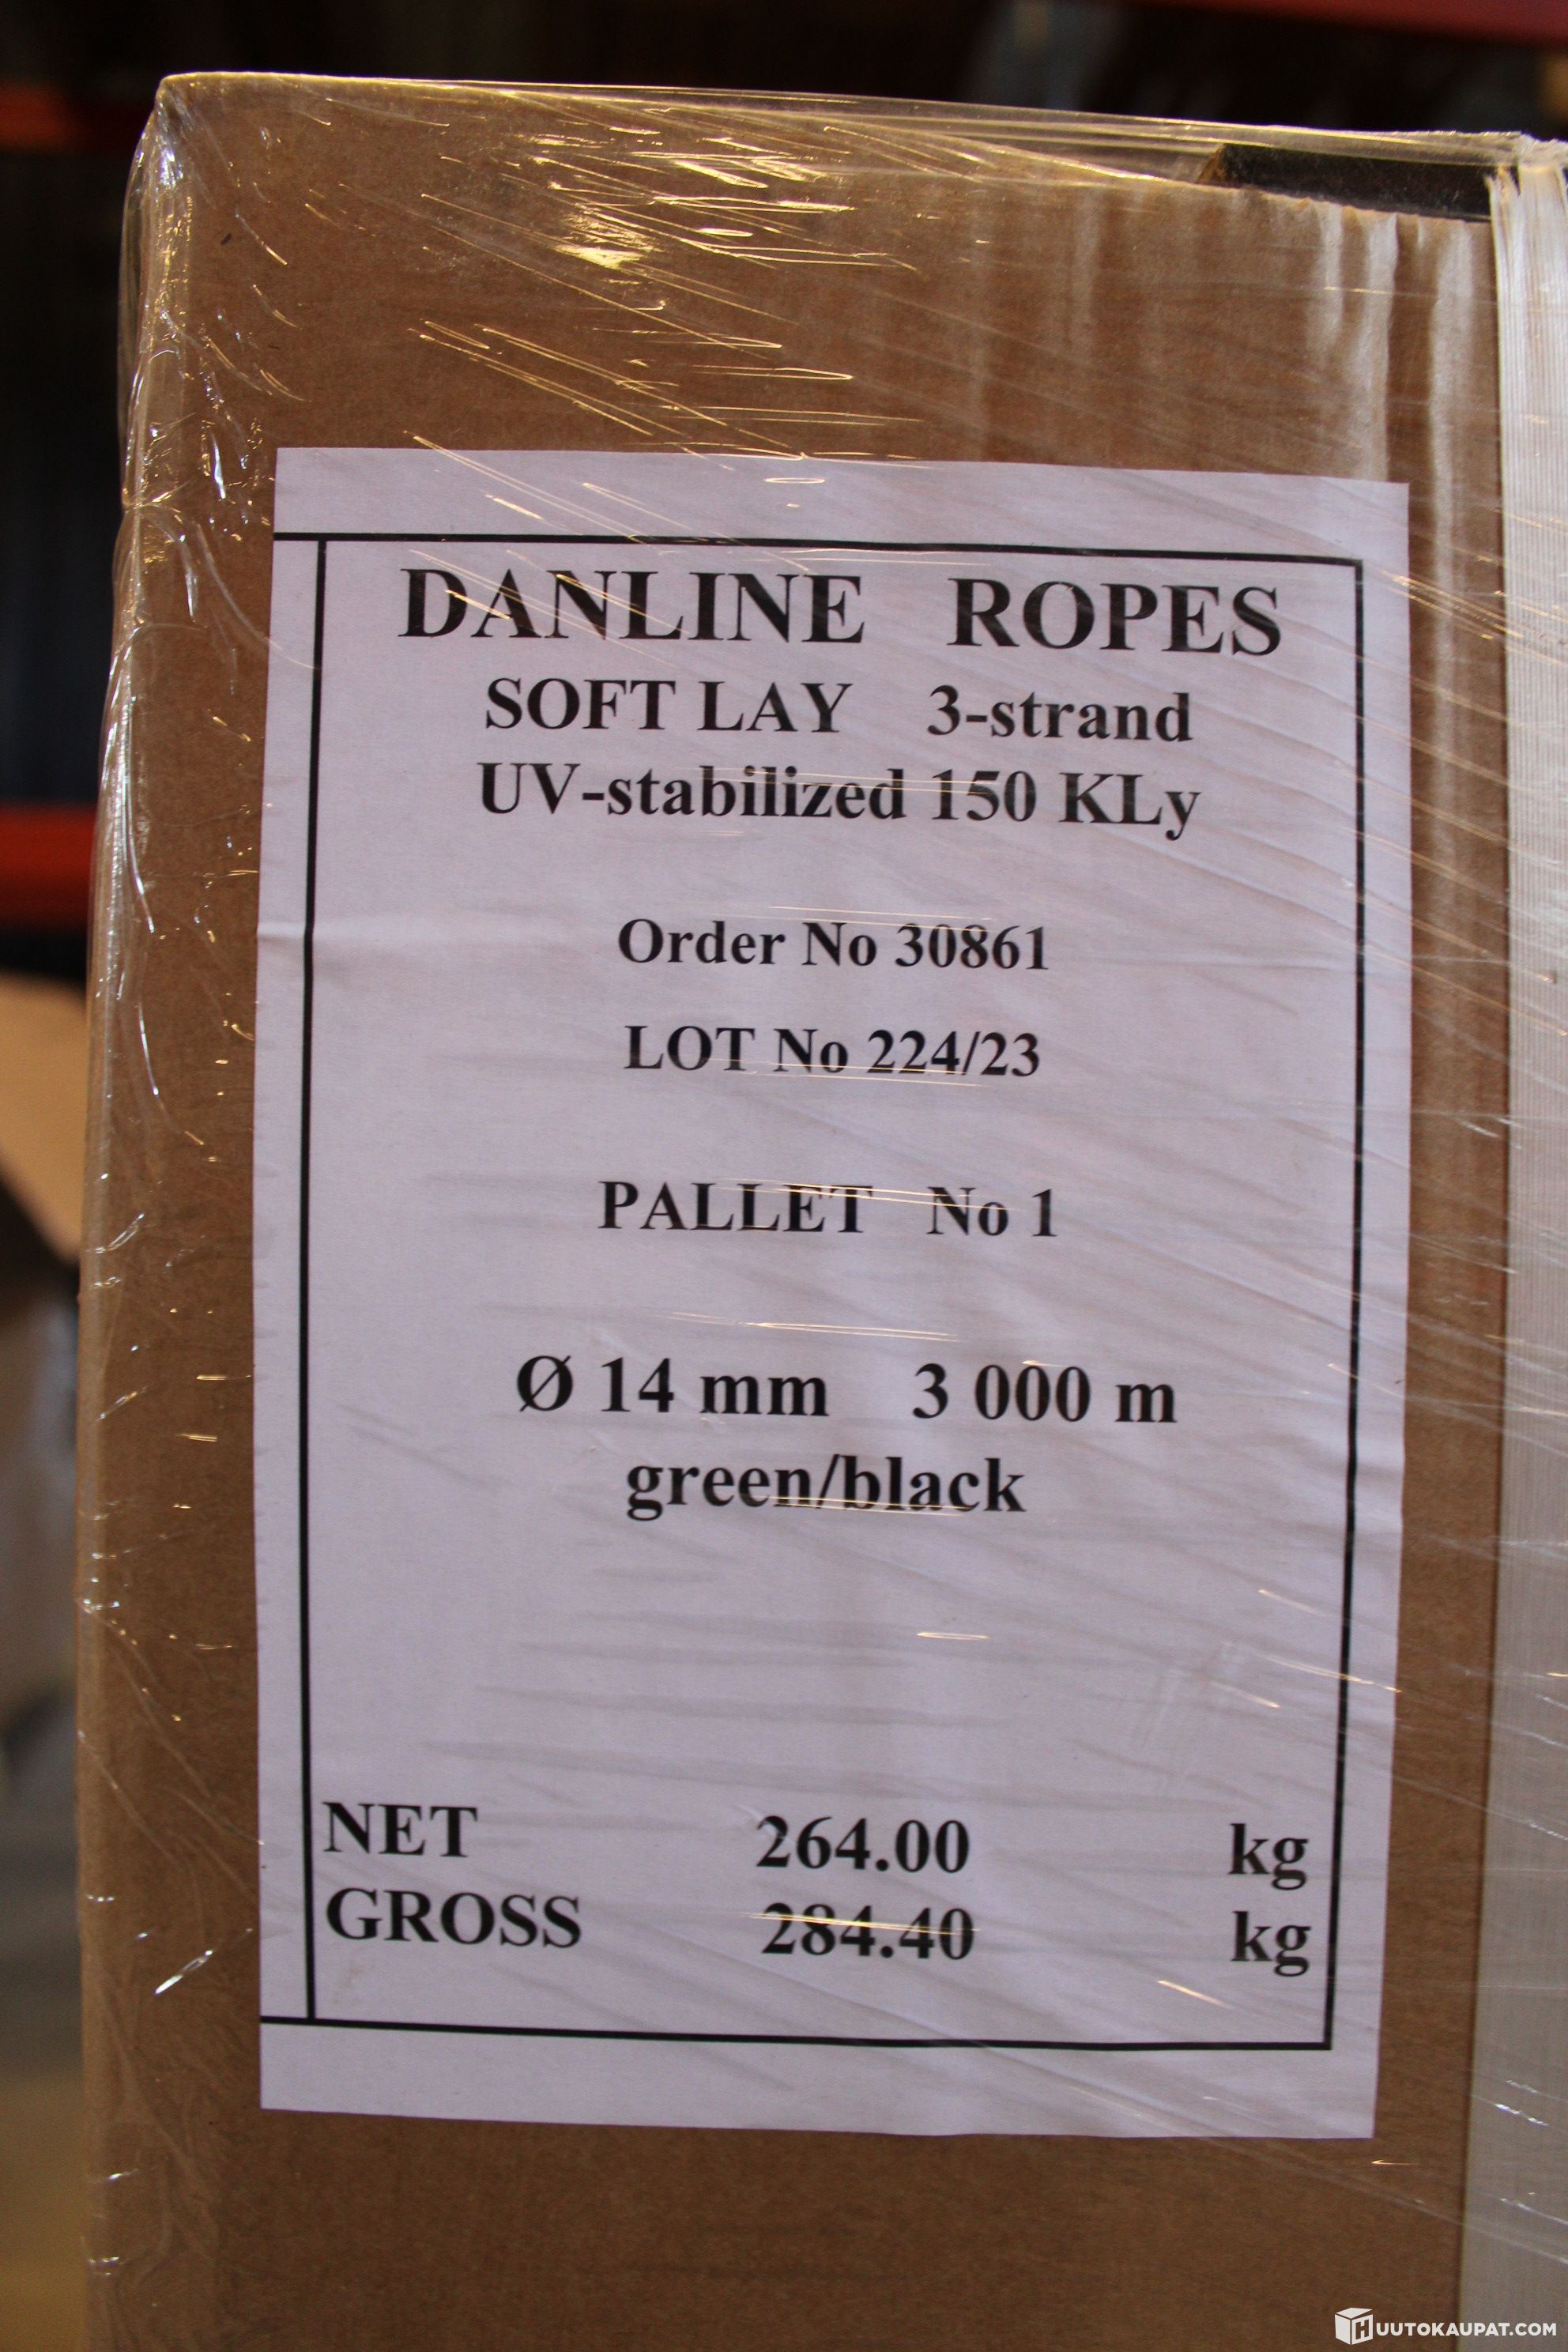 DANLINE ROPES
SOFT LAY 3-strand
UV-stabilized 150 KLy
Order No 30861
LOT No 224/23
PALLET No 1
Ø 14 mm 3 000 m
green/black
NET 264.00 kg
GROSS 284.40 kg
HUUTOKAUPAT.COM